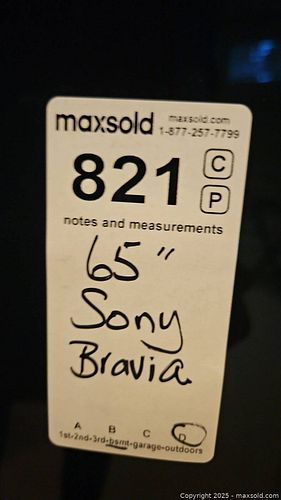 maxsold maxsold.com
1-877-257-7799
821 C
P
notes and measurements
65"
Sony
Bravia
A B C D
1st-2nd-3rd-bsmt-garage-outdoors
Copyright © 2025 - maxsold.com